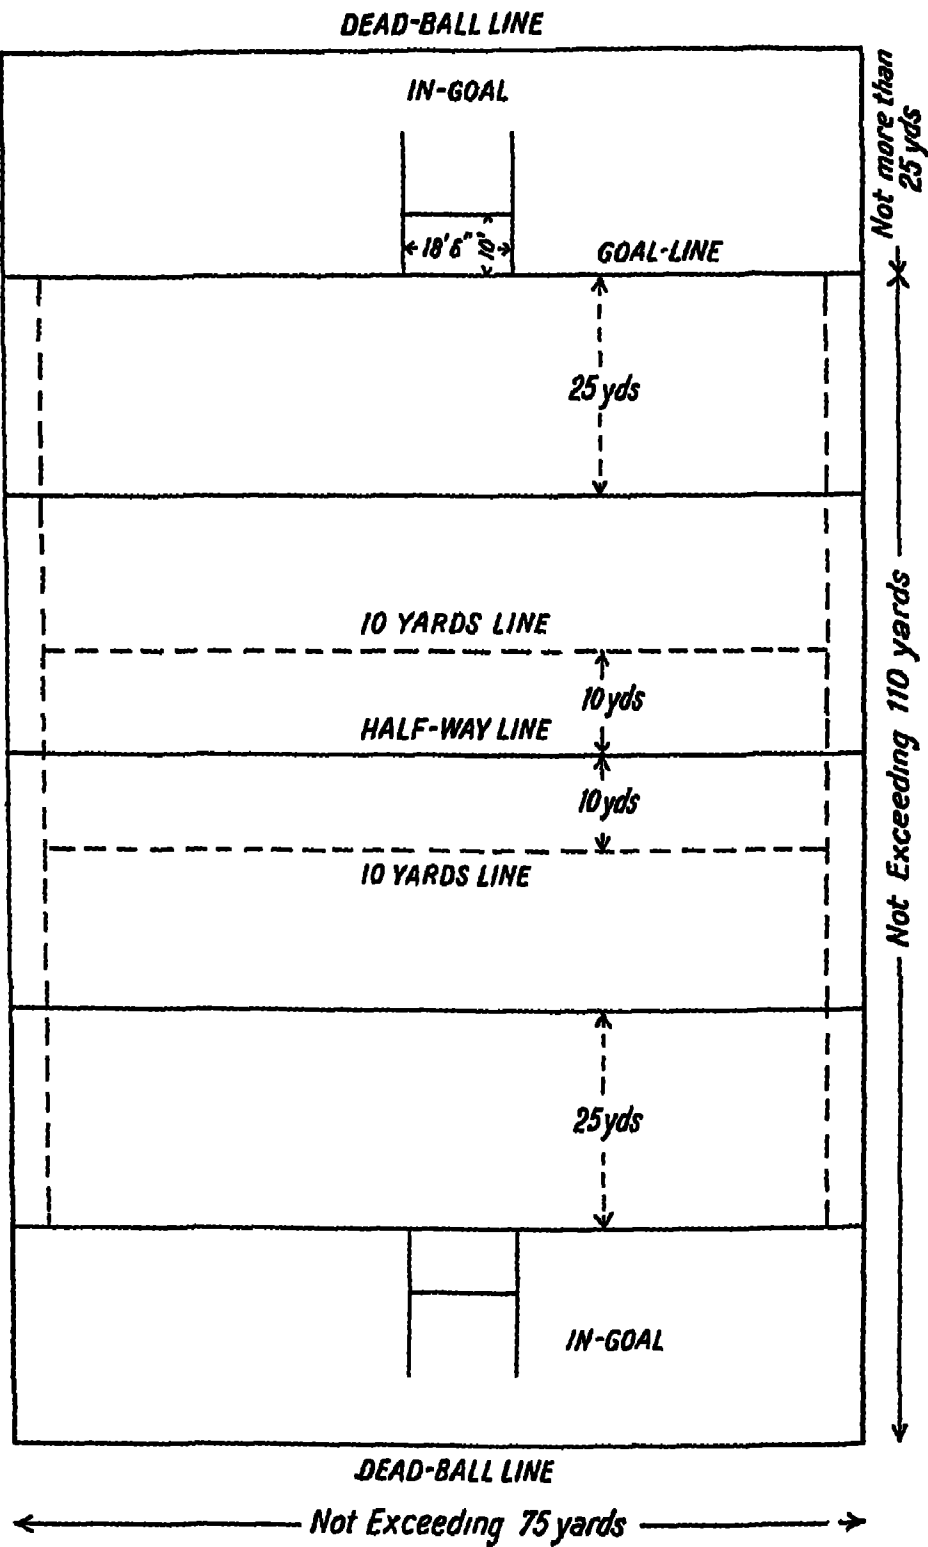 DEAD-BALL LINE
IN-GOAL
Not more than
25 yds
18'6" 10'
GOAL-LINE
25 yds
10 YARDS LINE
10 yds
HALF-WAY LINE
10 yds
10 YARDS LINE
Not Exceeding 110 yards
25 yds
IN-GOAL
DEAD-BALL LINE
Not Exceeding 75 yards